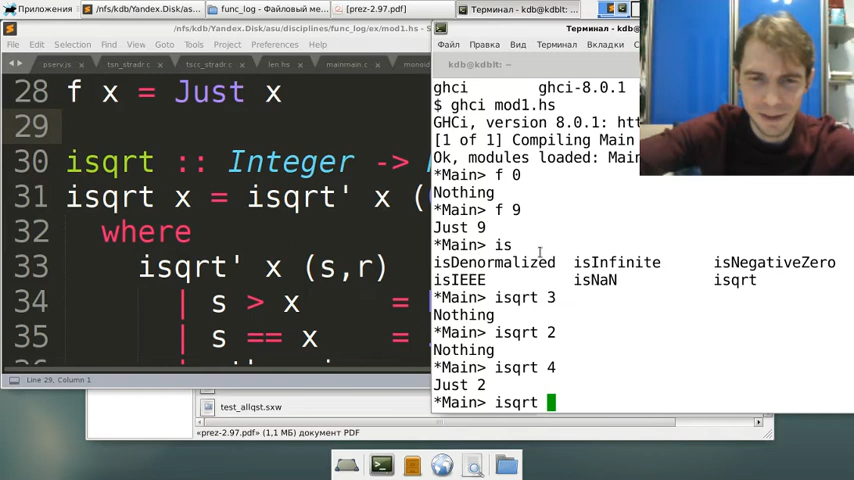 Приложения
/nfs/kdb/Yandex.Disk/as...
func_log - Файловый ме...
[prez-2.97.pdf]
Терминал - kdb@kdblt: ...
/nfs/kdb/Yandex.Disk/asu/disciplines/func_log/ex/mod1.hs - S
File Edit Selection Find View Goto Tools Project
pserv.js tsn_stradr.c tscc_stradr.c len.hs mainmain.c monoid
28 f x = Just x
29
30 isqrt :: Integer ->
31 isqrt x = isqrt' x (
32 where
33 isqrt' x (s,r)
34 | s > x =
35 | s == x =
36
Line 29, Column 1
Терминал - kdb@
Файл Правка Вид Терминал Вкладки
kdb@kdblt: ~
ghci ghci-8.0.1
$ ghci mod1.hs
GHCi, version 8.0.1: htt
[1 of 1] Compiling Main
Ok, modules loaded: Mai
*Main> f 0
Nothing
*Main> f 9
Just 9
*Main> is
isDenormalized isInfinite isNegativeZero
isIEEE isNaN isqrt
*Main> isqrt 3
Nothing
*Main> isqrt 2
Nothing
*Main> isqrt 4
Just 2
*Main> isqrt
test_allqst.sxw
«prez-2.97.pdf» (1,1 МБ) документ PDF